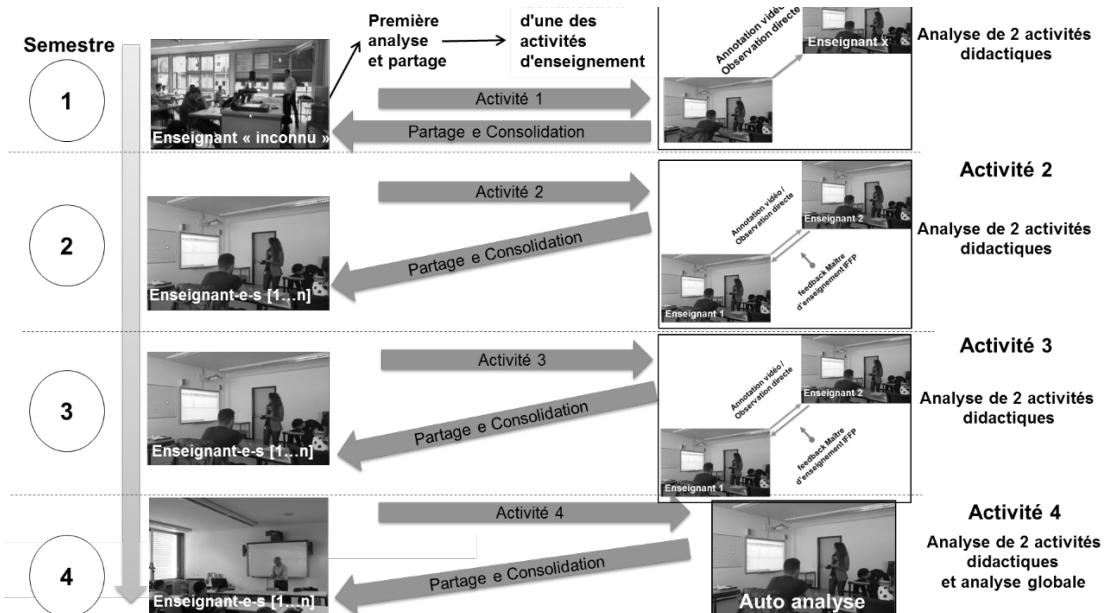 Semestre
1
Enseignant « inconnu »
Première
analyse
et partage
d'une des
activités
d'enseignement
Activité 1
Partage e Consolidation
Annotation vidéo /
Observation directe
Enseignant x
Analyse de 2 activités
didactiques
2
Enseignant-e-s [1...n]
Activité 2
Partage e Consolidation
Annotation vidéo /
Observation directe
Enseignant 2
Enseignant 1
feedback Maître
d'enseignement IFFP
Activité 2
Analyse de 2 activités
didactiques
3
Enseignant-e-s [1...n]
Activité 3
Partage e Consolidation
Annotation vidéo /
Observation directe
Enseignant 2
Enseignant 1
feedback Maître
d'enseignement IFFP
Activité 3
Analyse de 2 activités
didactiques
4
Enseignant-e-s [1...n]
Activité 4
Partage e Consolidation
Auto analyse
Activité 4
Analyse de 2 activités
didactiques
et analyse globale